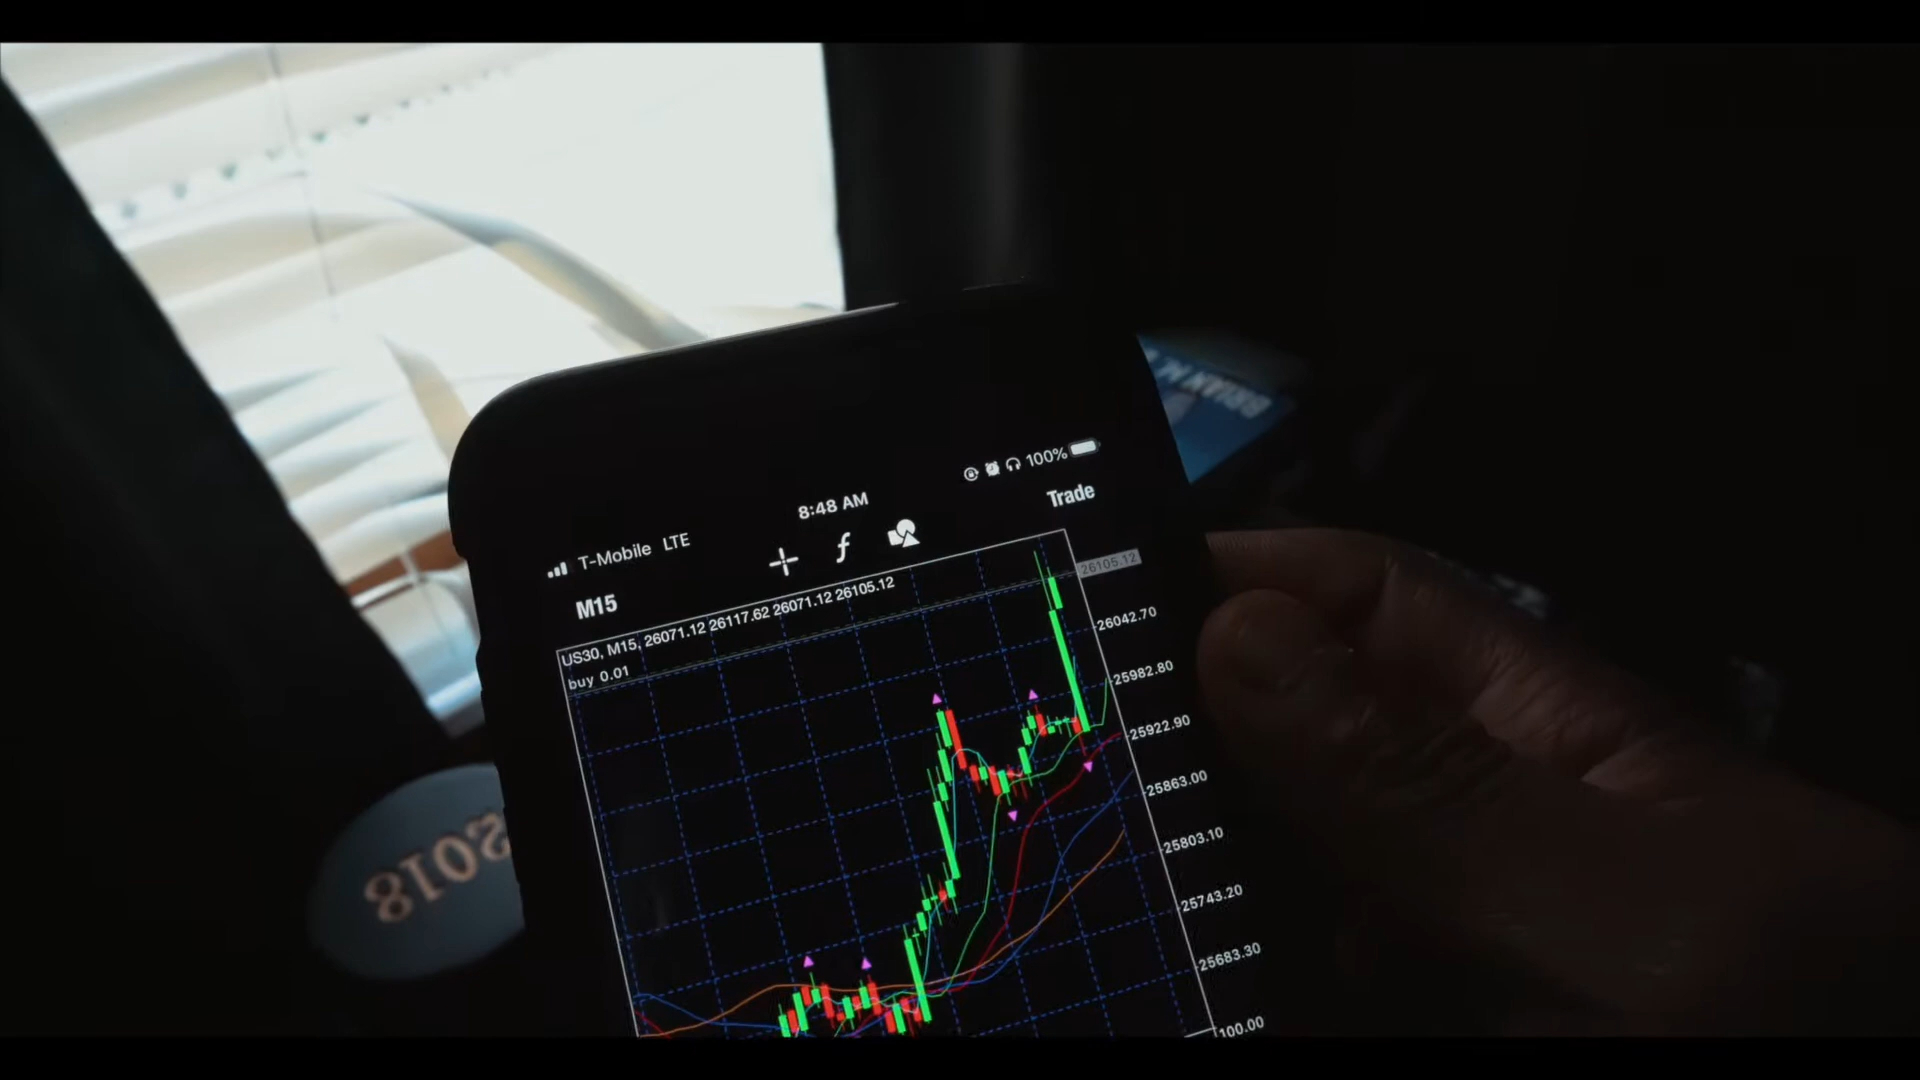 BRIAN M.
100%
8:48 AM
Trade
T-Mobile LTE
M15
US30, M15, 26071.12 26117.62 26071.12 26105.12
buy 0.01
26105.12
26042.70
25982.80
25922.90
25863.00
25803.10
25743.20
25683.30
100.00
2018